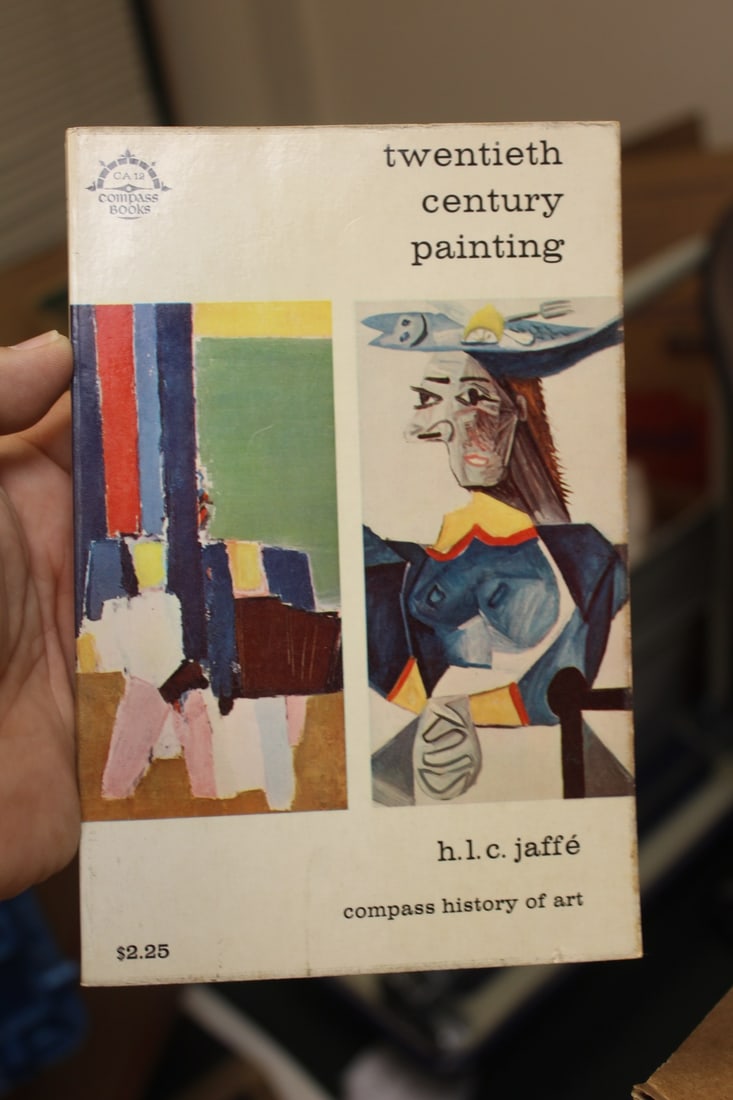 CA 12
compass
BOOKS
twentieth
century
painting
h.l.c. jaffé
compass history of art
$2.25